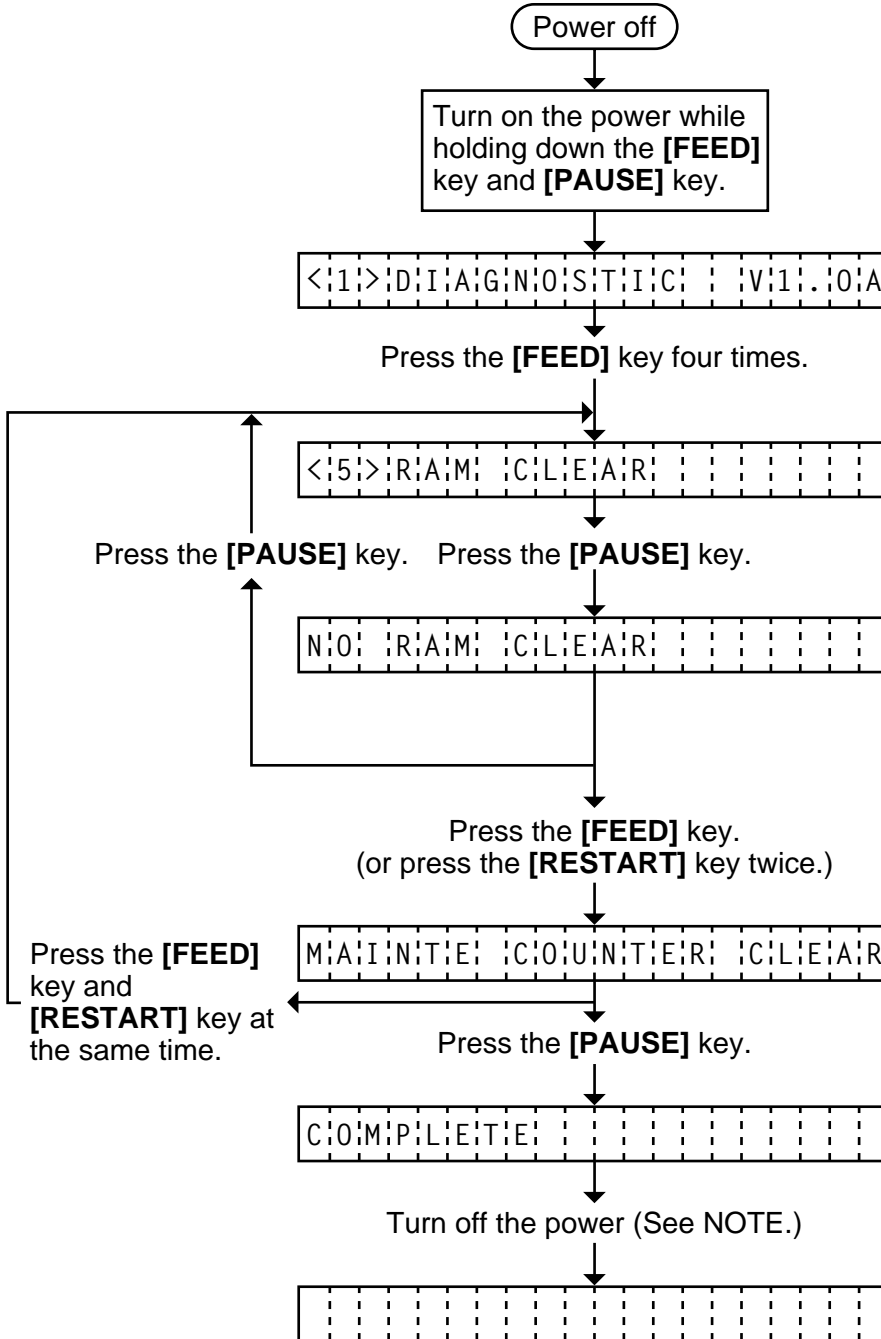 Power off
Turn on the power while
holding down the [FEED]
key and [PAUSE] key.
<1>DIAGNOSTIC  V1.0A
Press the [FEED] key four times.
<5>RAM CLEAR
Press the [PAUSE] key.
Press the [PAUSE] key.
NO RAM CLEAR
Press the [FEED] key.
(or press the [RESTART] key twice.)
MAINTE COUNTER CLEAR
Press the [FEED]
key and
[RESTART] key at
the same time.
Press the [PAUSE] key.
COMPLETE
Turn off the power (See NOTE.)